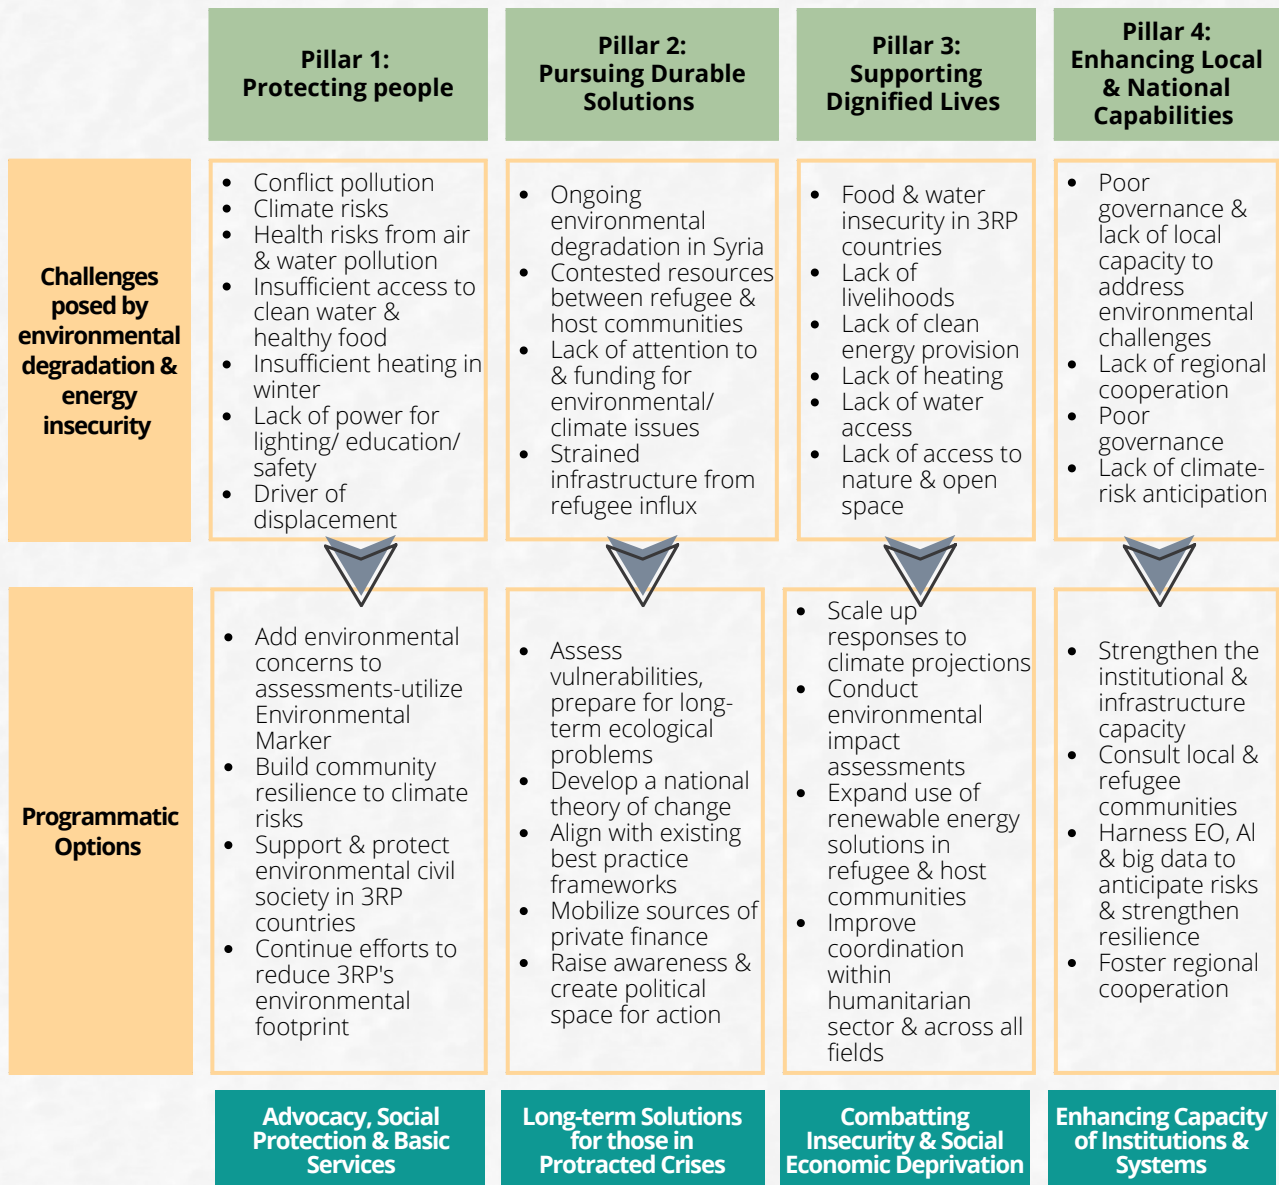 Pillar 1:
Protecting people
Pillar 2:
Pursuing Durable
Solutions
Pillar 3:
Supporting
Dignified Lives
Pillar 4:
Enhancing Local
& National
Capabilities
Challenges
posed by
environmental
degradation &
energy
insecurity
• Conflict pollution
• Climate risks
• Health risks from air
& water pollution
• Insufficient access to
clean water &
healthy food
• Insufficient heating in
winter
• Lack of power for
lighting/ education/
safety
• Driver of
displacement
• Ongoing
environmental
degradation in Syria
• Contested resources
between refugee &
host communities
• Lack of attention to
& funding for
environmental/
climate issues
• Strained
infrastructure from
refugee influx
• Food & water
insecurity in 3RP
countries
• Lack of
livelihoods
• Lack of clean
energy provision
• Lack of heating
• Lack of water
access
• Lack of access to
nature & open
space
• Poor
governance &
lack of local
capacity to
address
environmental
challenges
• Lack of regional
cooperation
• Poor
governance
• Lack of climate-
risk anticipation
Programmatic
Options
• Add environmental
concerns to
assessments-utilize
Environmental
Marker
• Build community
resilience to climate
risks
• Support & protect
environmental civil
society in 3RP
countries
• Continue efforts to
reduce 3RP's
environmental
footprint
• Assess
vulnerabilities,
prepare for long-
term ecological
problems
• Develop a national
theory of change
• Align with existing
best practice
frameworks
• Mobilize sources of
private finance
• Raise awareness &
create political
space for action
• Scale up
responses to
climate projections
• Conduct
environmental
impact
assessments
• Expand use of
renewable energy
solutions in
refugee & host
communities
• Improve
coordination
within
humanitarian
sector & across all
fields
• Strengthen the
institutional &
infrastructure
capacity
• Consult local &
refugee
communities
• Harness EO, AI
& big data to
anticipate risks
& strengthen
resilience
• Foster regional
cooperation
Advocacy, Social
Protection & Basic
Services
Long-term Solutions
for those in
Protracted Crises
Combatting
Insecurity & Social
Economic Deprivation
Enhancing Capacity
of Institutions &
Systems